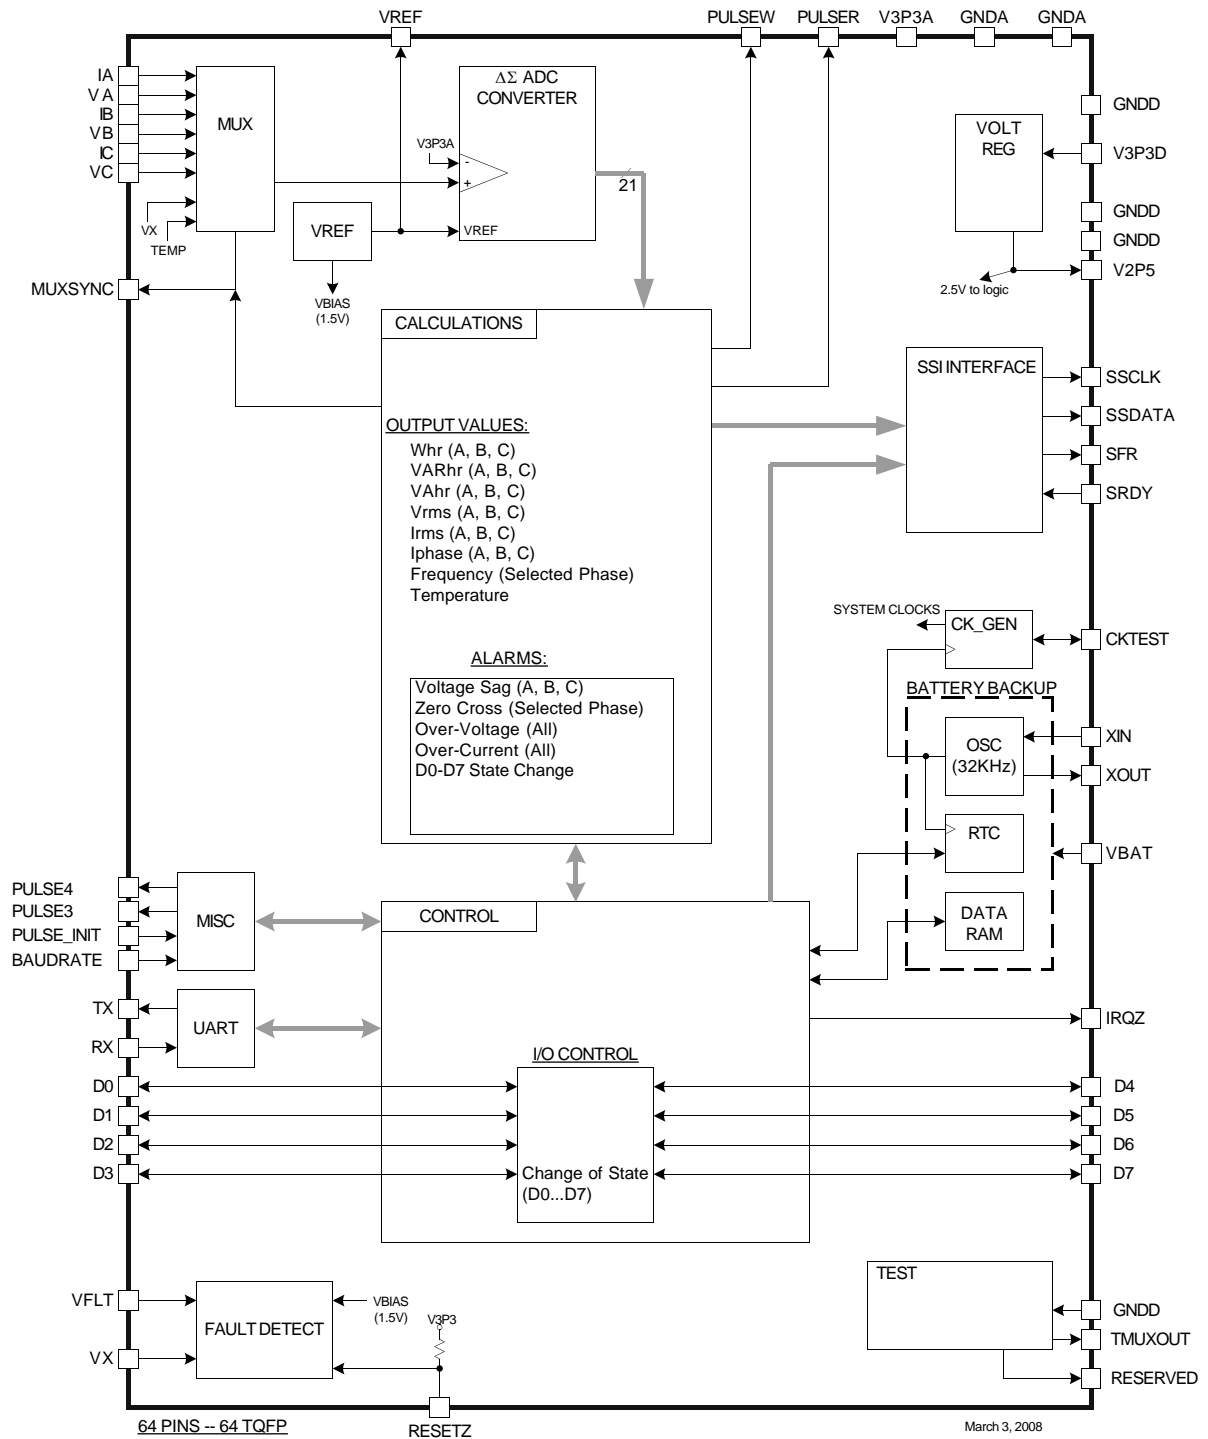 VREF
PULSEW
PULSER
V3P3A
GNDA
GNDA
IA
VA
IB
VB
IC
VC
VX
TEMP
MUX
MUXSYNC
ΔΣ ADC
CONVERTER
V3P3A
-
+
VREF
21
VREF
VBIAS
(1.5V)
VOLT
REG
2.5V to logic
GNDD
V3P3D
GNDD
GNDD
V2P5
CALCULATIONS
OUTPUT VALUES:
Whr (A, B, C)
VARhr (A, B, C)
VAhr (A, B, C)
Vrms (A, B, C)
Irms (A, B, C)
Iphase (A, B, C)
Frequency (Selected Phase)
Temperature
ALARMS:
Voltage Sag (A, B, C)
Zero Cross (Selected Phase)
Over-Voltage (All)
Over-Current (All)
D0-D7 State Change
SSI INTERFACE
SSCLK
SSDATA
SFR
SRDY
SYSTEM CLOCKS
CK_GEN
CKTEST
BATTERY BACKUP
OSC
(32KHz)
XIN
XOUT
RTC
VBAT
DATA
RAM
PULSE4
PULSE3
PULSE_INIT
BAUDRATE
MISC
TX
RX
UART
CONTROL
IRQZ
I/O CONTROL
Change of State
(D0...D7)
D0
D1
D2
D3
D4
D5
D6
D7
VFLT
VX
FAULT DETECT
VBIAS
(1.5V)
V3P3
RESETZ
TEST
GNDD
TMUXOUT
RESERVED
64 PINS -- 64 TQFP
March 3, 2008